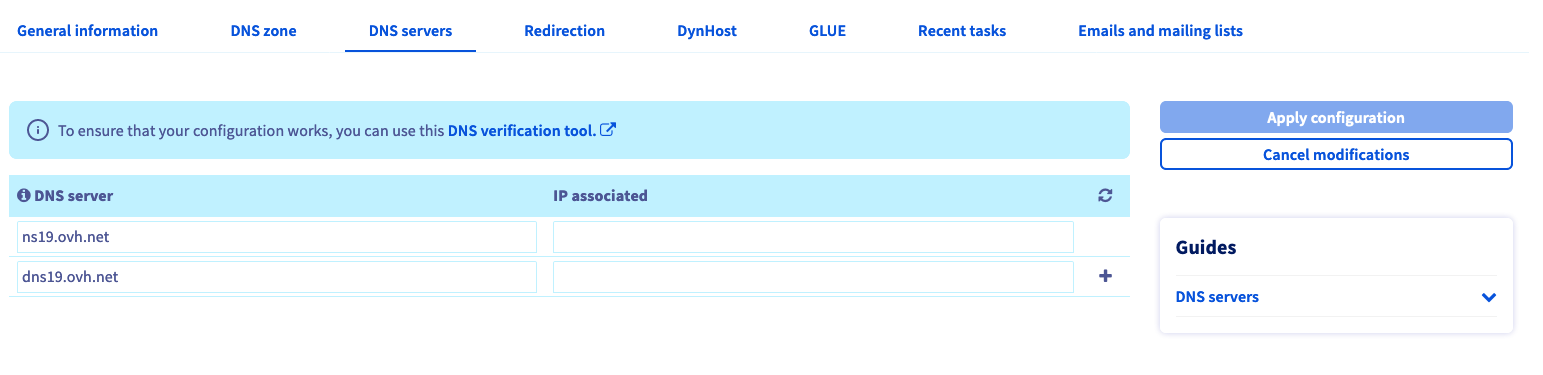 General information DNS zone DNS servers Redirection DynHost GLUE Recent tasks Emails and mailing lists
To ensure that your configuration works, you can use this DNS verification tool.
Apply configuration
Cancel modifications
DNS server IP associated
ns19.ovh.net
dns19.ovh.net
Guides
DNS servers